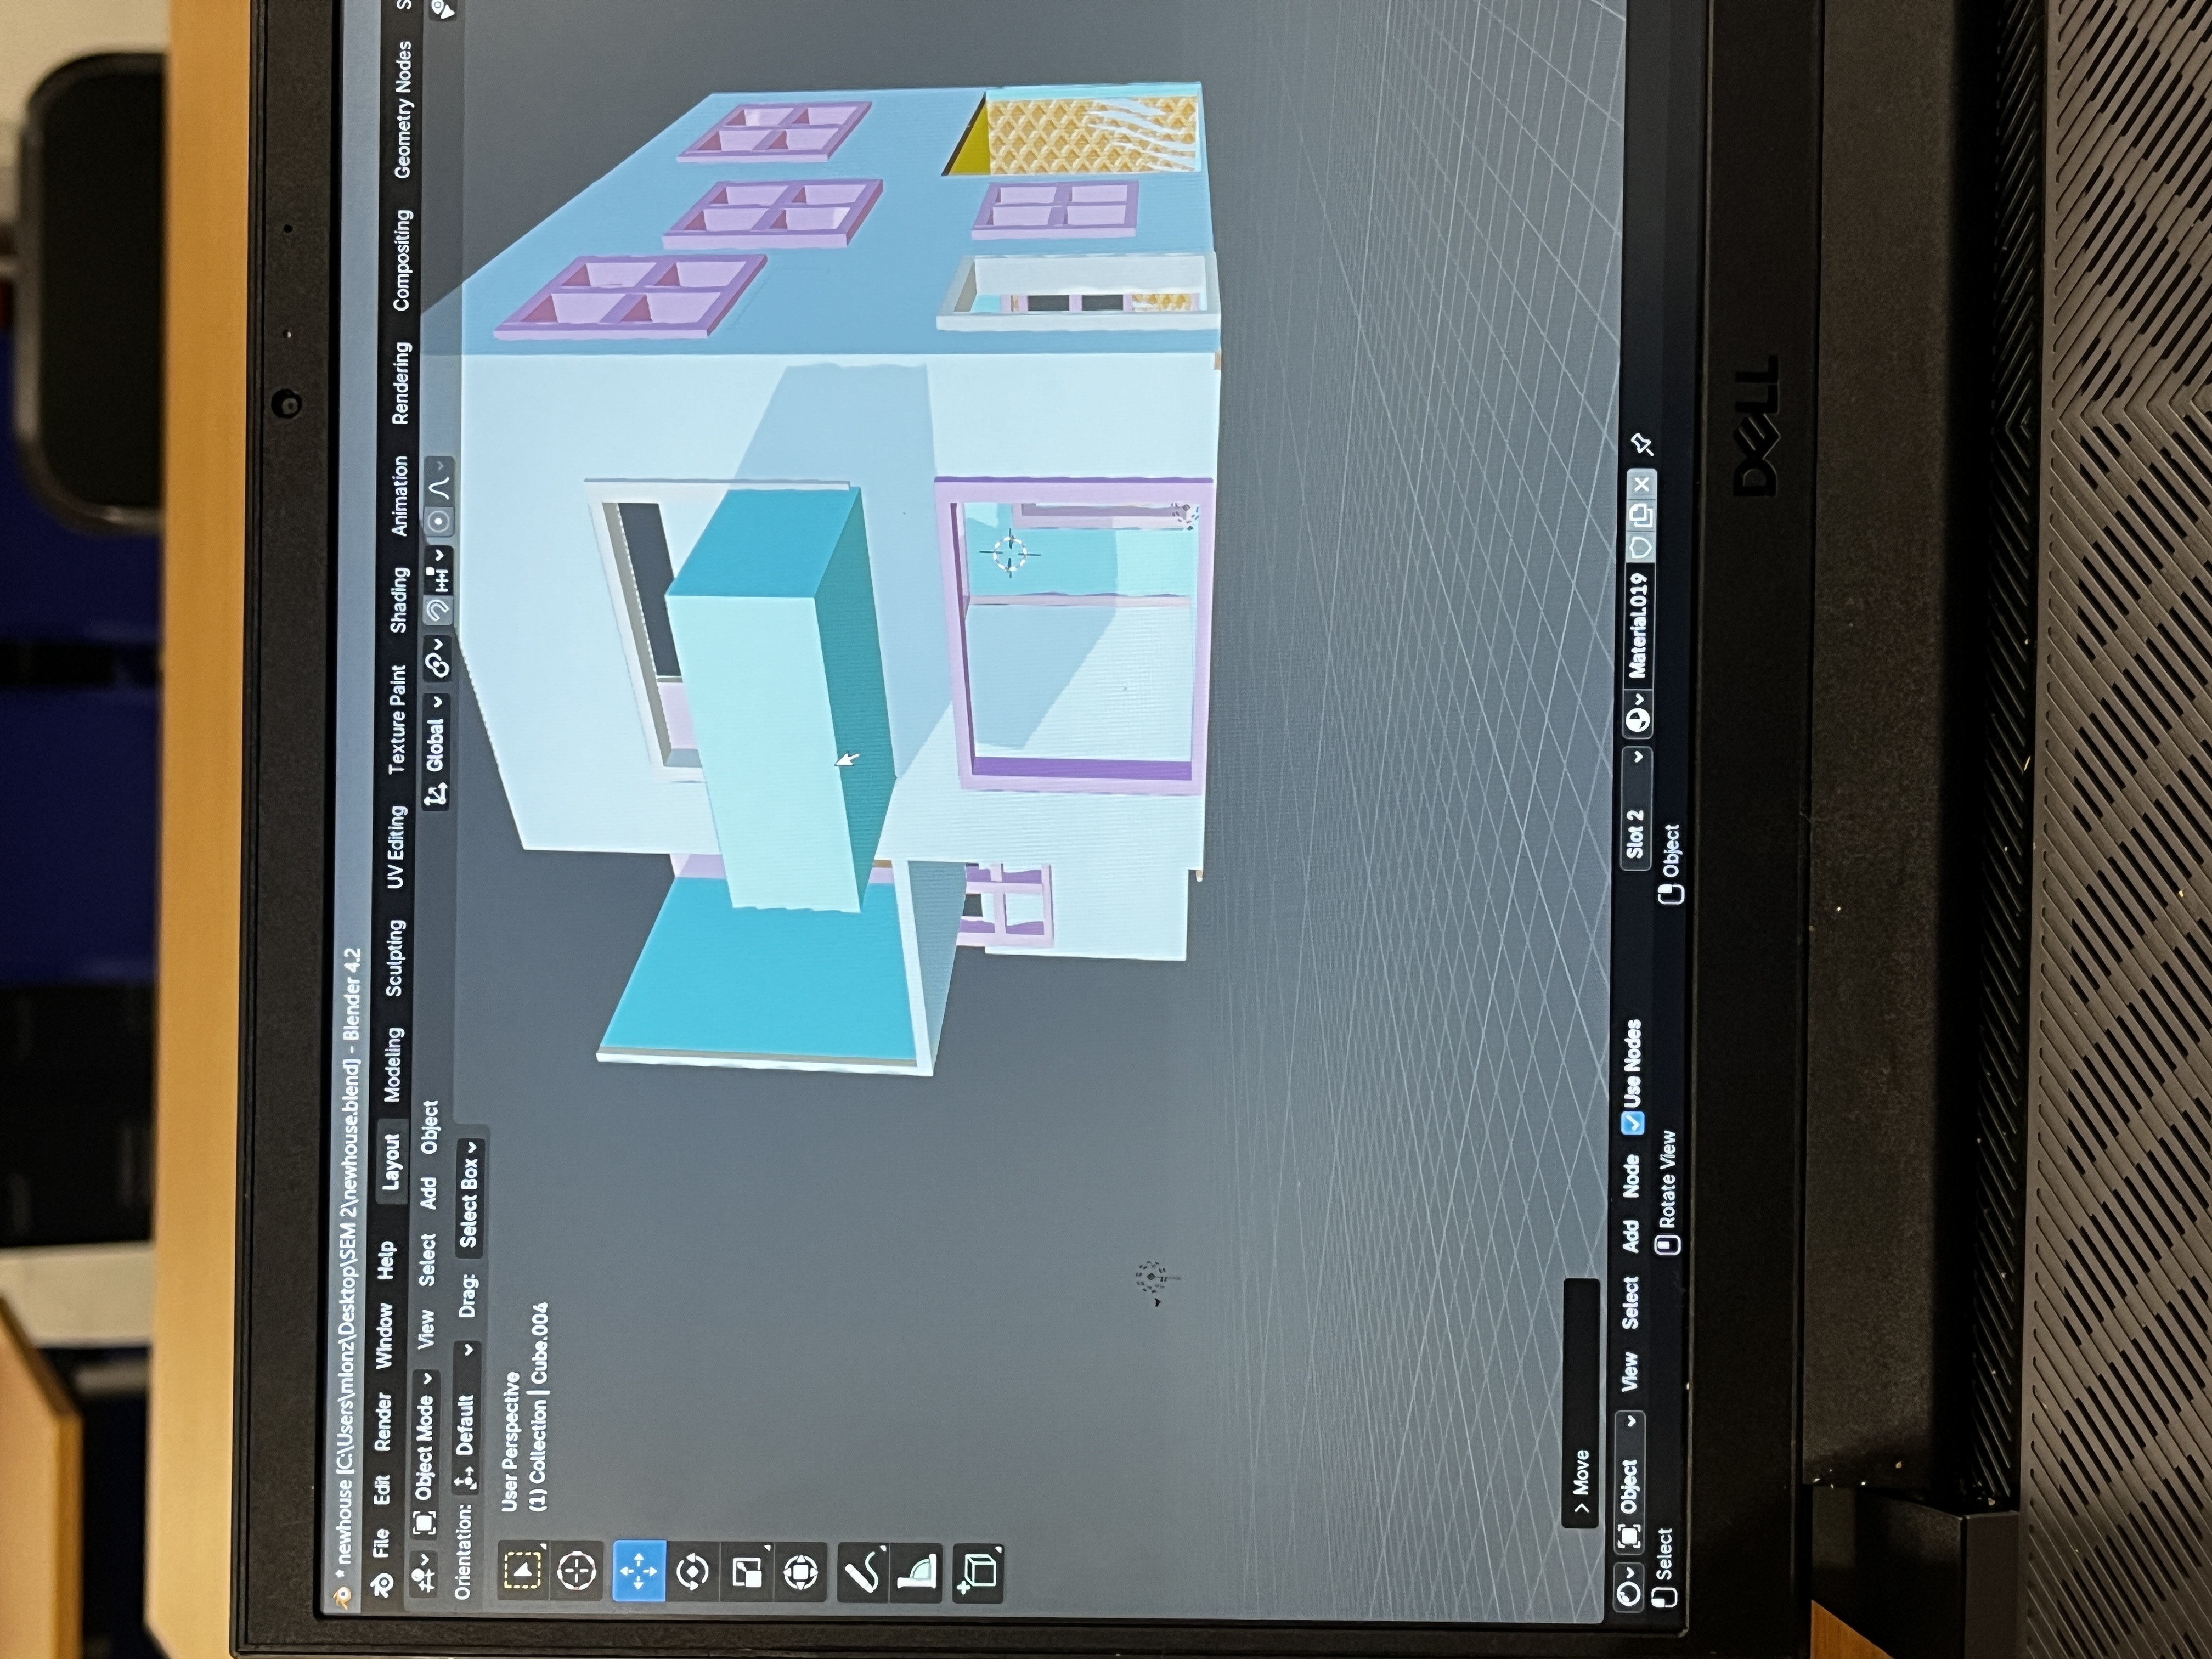 * newhouse [C:\Users\mlonz\Desktop\SEM 2\newhouse.blend] - Blender 4.2
File Edit Render Window Help Layout Modeling Sculpting UV Editing Texture Paint Shading Animation Rendering Compositing Geometry Nodes S
Object Mode View Select Add Object Global
Orientation: Default Drag: Select Box
User Perspective
(1) Collection | Cube.004
> Move
Object View Select Add Node Use Nodes Slot 2 Material.019
Select Rotate View Object
DELL